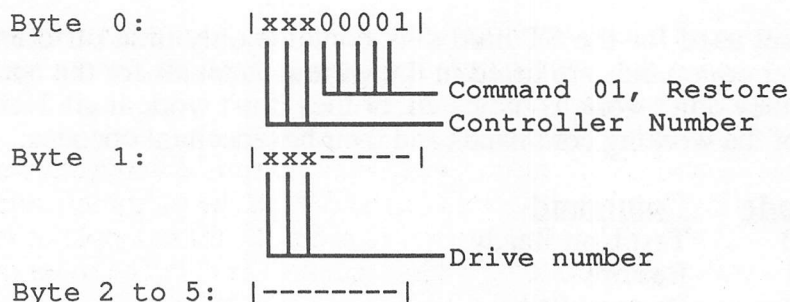 Byte 0: |xxx00001|
Command 01, Restore
Controller Number
Byte 1: |xxx-----|
Drive number
Byte 2 to 5: |--------|